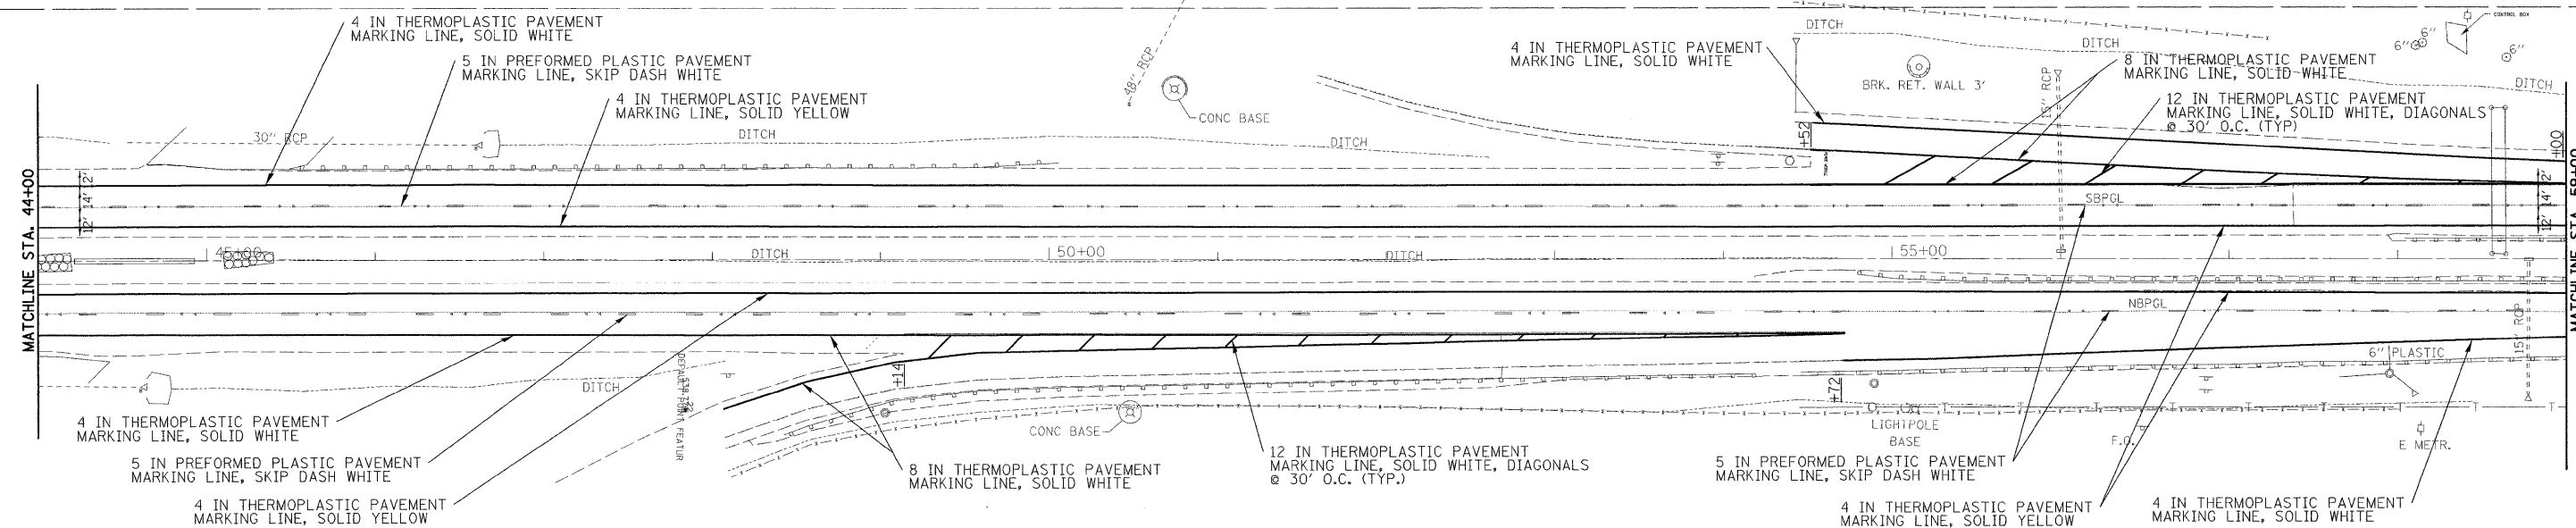 4 IN THERMOPLASTIC PAVEMENT
MARKING LINE, SOLID WHITE
5 IN PREFORMED PLASTIC PAVEMENT
MARKING LINE, SKIP DASH WHITE
4 IN THERMOPLASTIC PAVEMENT
MARKING LINE, SOLID YELLOW
48" RCP
CONC BASE
4 IN THERMOPLASTIC PAVEMENT
MARKING LINE, SOLID WHITE
DITCH
BRK. RET. WALL 3'
15" RCP
DITCH
8 IN THERMOPLASTIC PAVEMENT
MARKING LINE, SOLID WHITE
12 IN THERMOPLASTIC PAVEMENT
MARKING LINE, SOLID WHITE, DIAGONALS
@ 30' O.C. (TYP)
CONTROL BOX
6"
6"
6"
DITCH
30" RCP
DITCH
DITCH
+52
+00
MATCHLINE STA. 44+00
12'
14'
12'
SBPGL
12'
14'
12'
45+00
DITCH
50+00
DITCH
55+00
NBPGL
15" RCP
6" PLASTIC
DITCH
+14
+72
CONC BASE
LIGHTPOLE
BASE
F.O.
E METR.
4 IN THERMOPLASTIC PAVEMENT
MARKING LINE, SOLID WHITE
5 IN PREFORMED PLASTIC PAVEMENT
MARKING LINE, SKIP DASH WHITE
4 IN THERMOPLASTIC PAVEMENT
MARKING LINE, SOLID YELLOW
8 IN THERMOPLASTIC PAVEMENT
MARKING LINE, SOLID WHITE
12 IN THERMOPLASTIC PAVEMENT
MARKING LINE, SOLID WHITE, DIAGONALS
@ 30' O.C. (TYP.)
5 IN PREFORMED PLASTIC PAVEMENT
MARKING LINE, SKIP DASH WHITE
4 IN THERMOPLASTIC PAVEMENT
MARKING LINE, SOLID YELLOW
4 IN THERMOPLASTIC PAVEMENT
MARKING LINE, SOLID WHITE